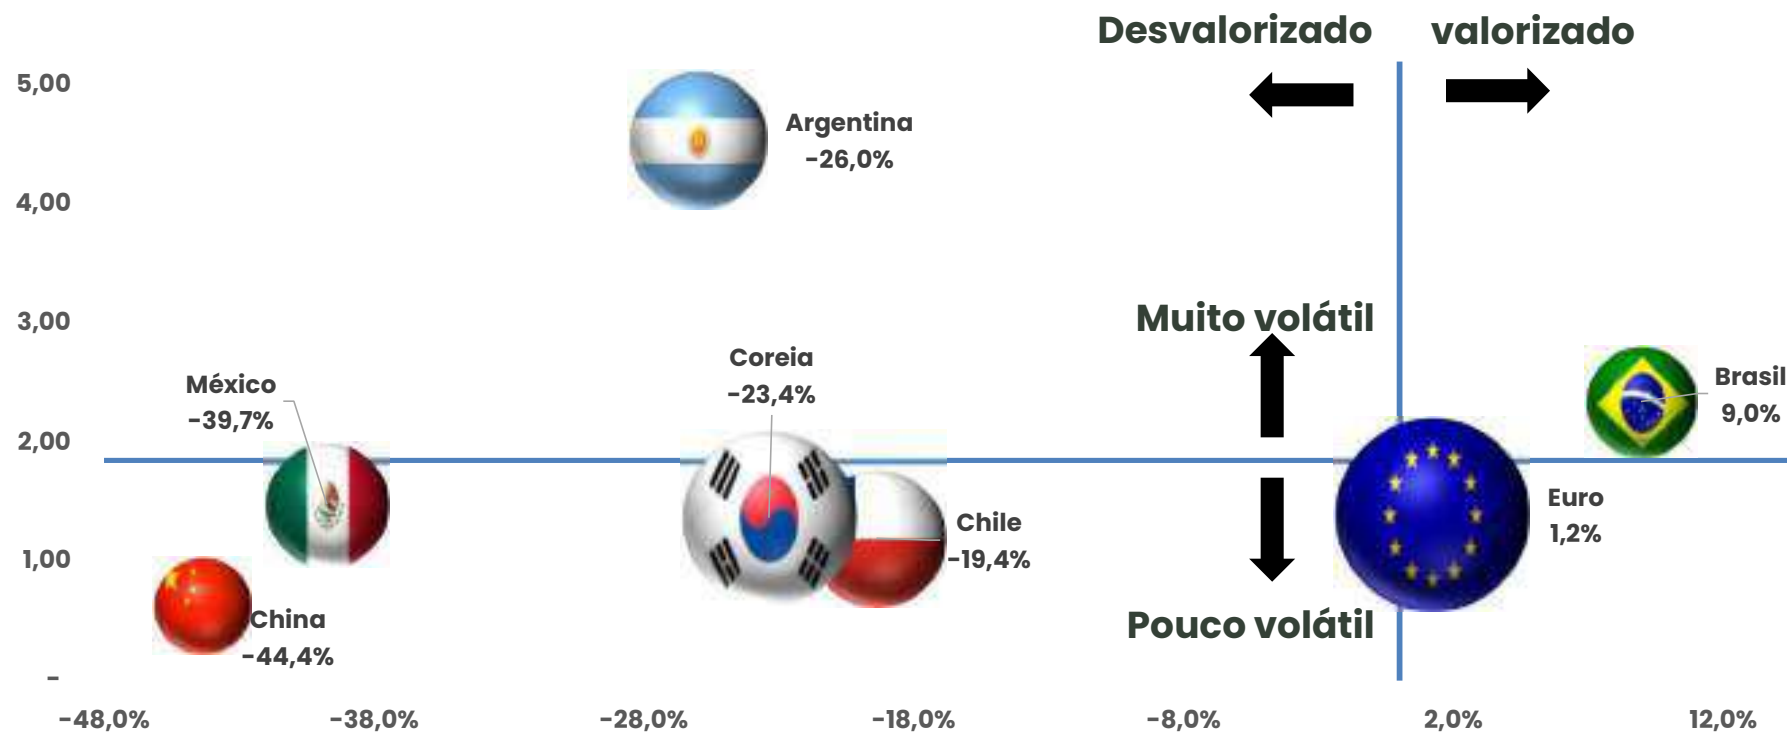 Desvalorizado valorizado
5,00
Argentina
-26,0%
4,00
3,00
Muito volátil
Coreia
-23,4%
México
-39,7%
Brasil
9,0%
2,00
Euro
1,2%
Chile
-19,4%
1,00
China
-44,4%
Pouco volátil
-
-48,0% -38,0% -28,0% -18,0% -8,0% 2,0% 12,0%